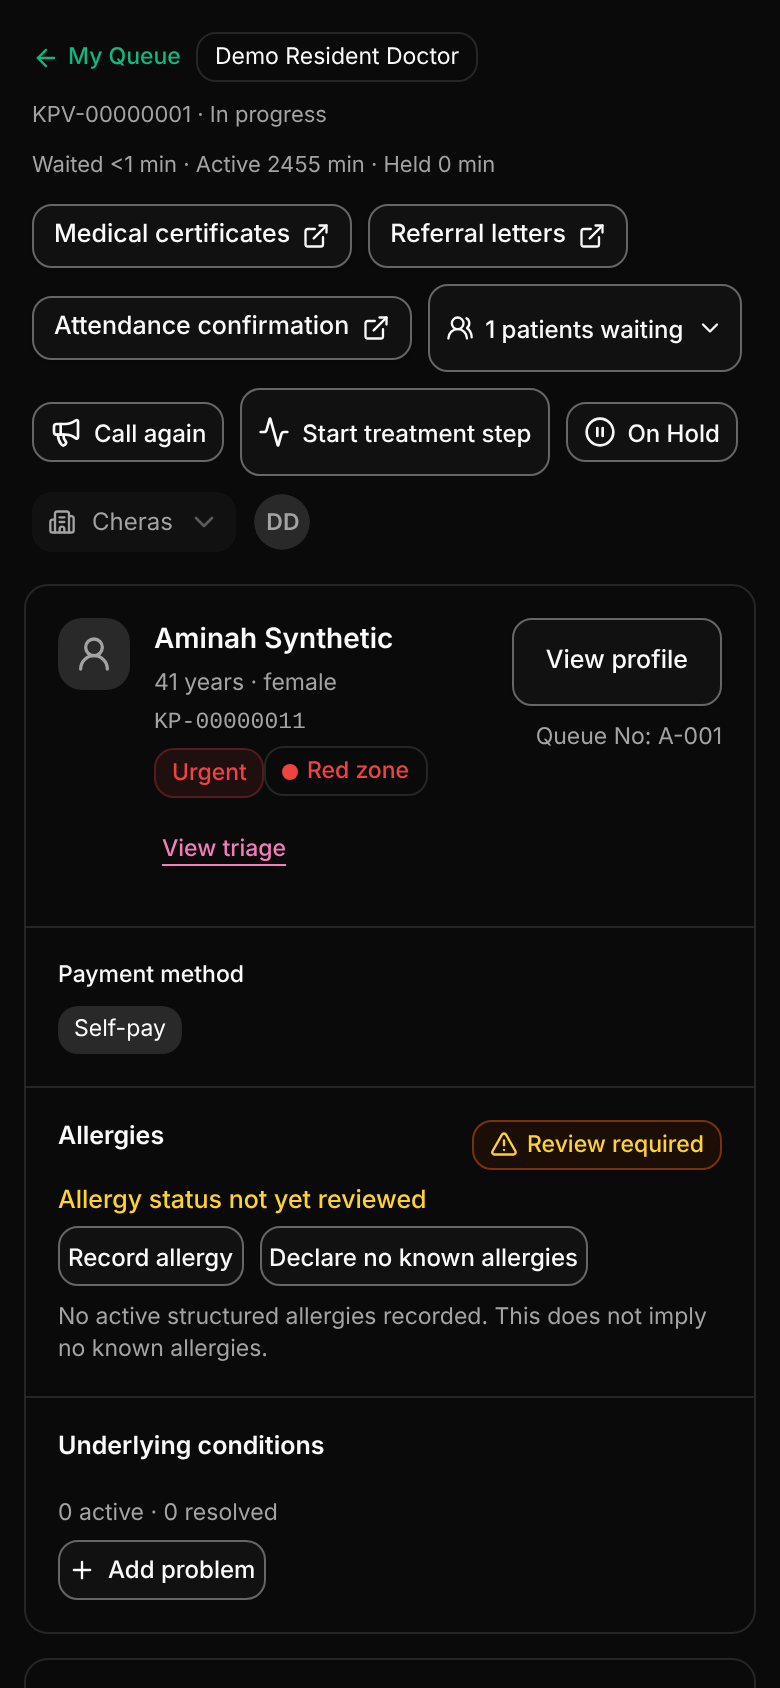 My Queue
Demo Resident Doctor
KPV-00000001 · In progress
Waited <1 min · Active 2455 min · Held 0 min
Medical certificates
Referral letters
Attendance confirmation
1 patients waiting
Call again
Start treatment step
On Hold
Cheras
DD
Aminah Synthetic
View profile
41 years · female
KP-00000011
Queue No: A-001
Urgent
Red zone
View triage
Payment method
Self-pay
Allergies
Review required
Allergy status not yet reviewed
Record allergy
Declare no known allergies
No active structured allergies recorded. This does not imply
no known allergies.
Underlying conditions
0 active · 0 resolved
Add problem